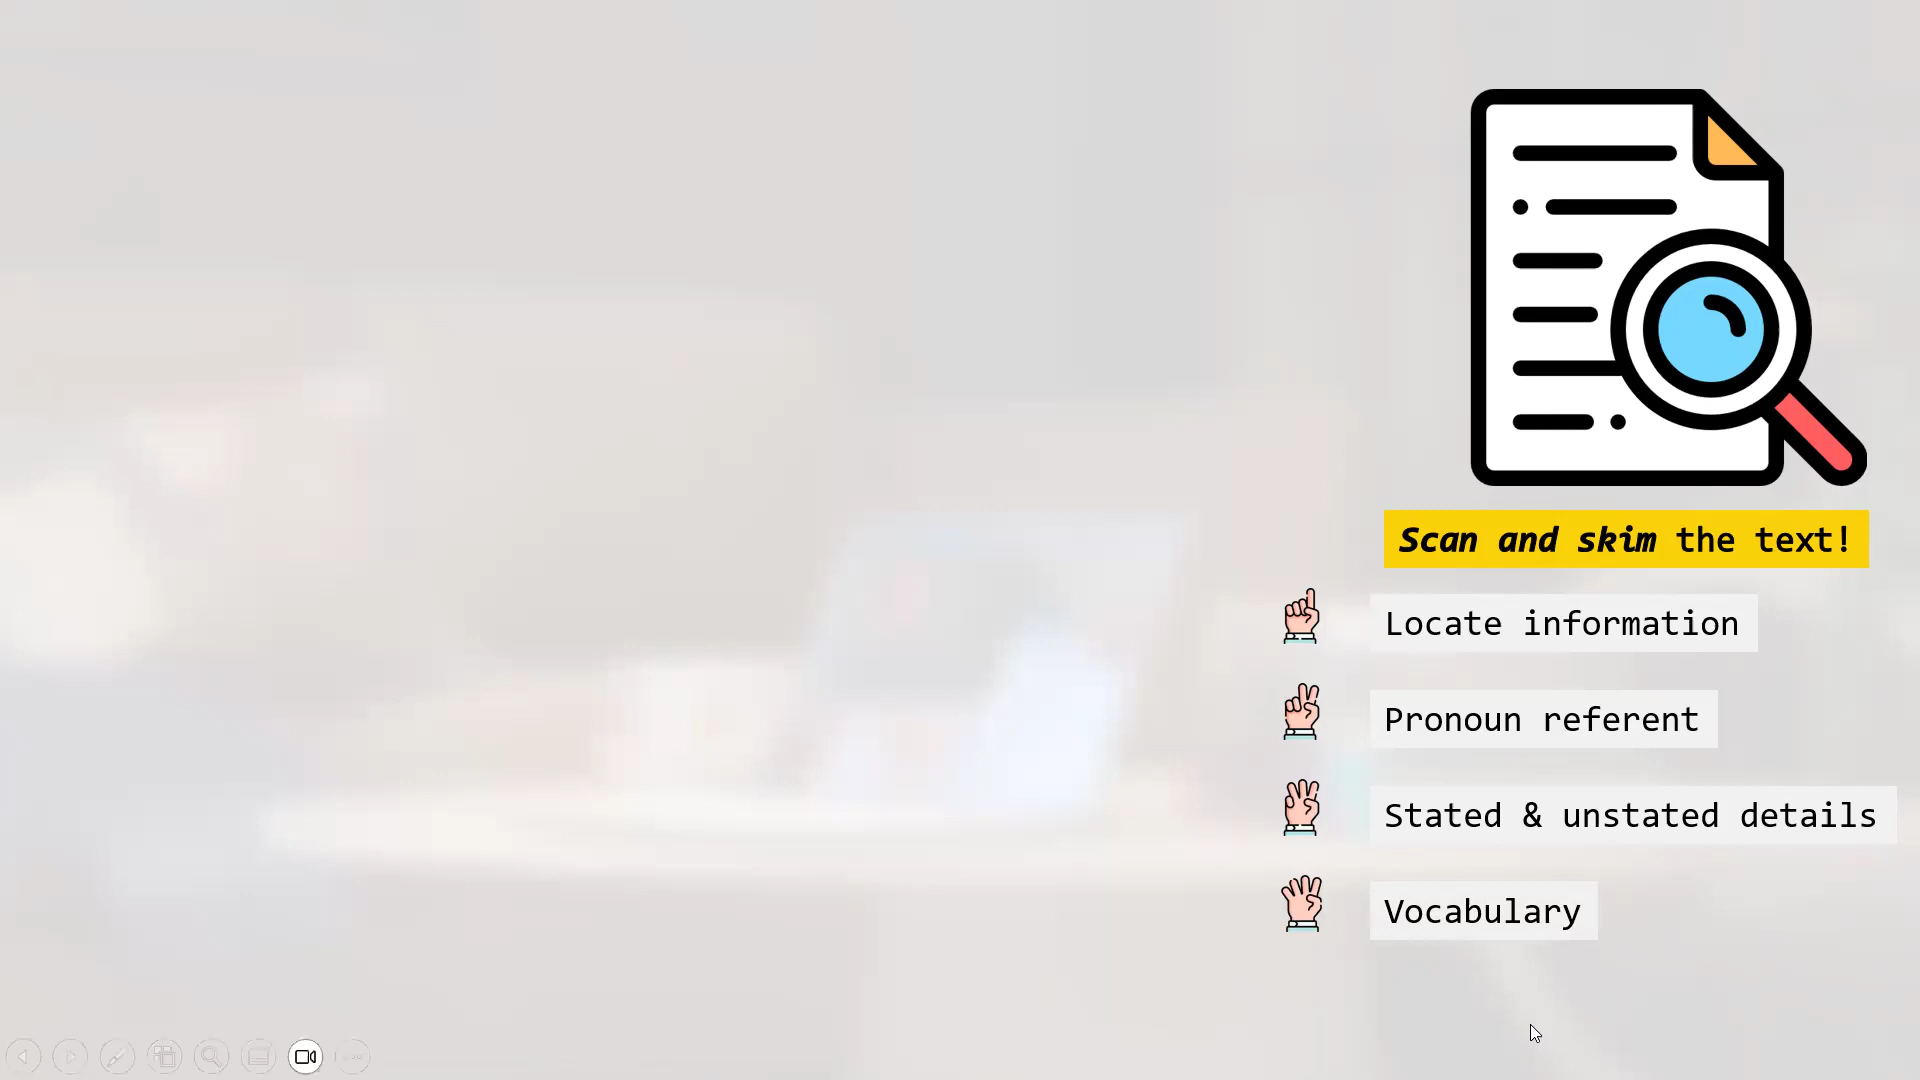 Scan and skim the text!
Locate information
Pronoun referent
Stated & unstated details
Vocabulary